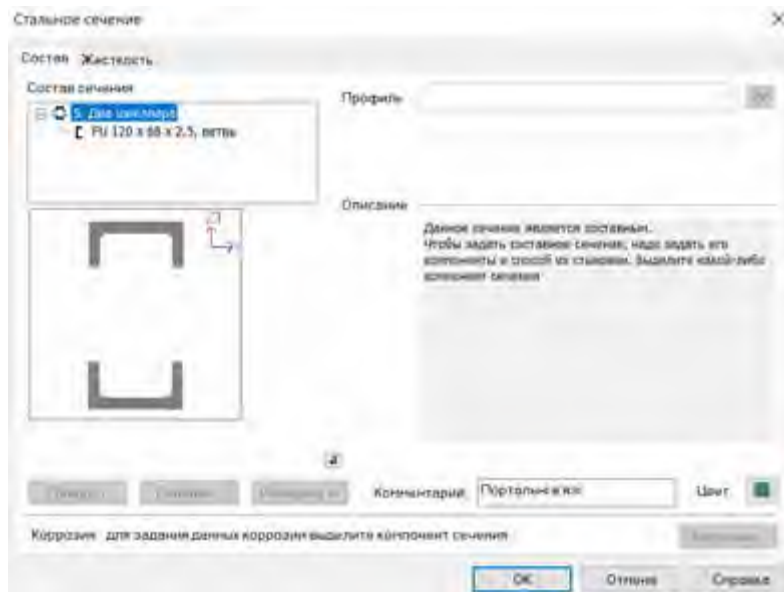 Стальное сечение
Состав Жесткость
Состав сечения
5. Два швеллера
PU 120 x 68 x 2.5, ветвь
Профиль
Описание
Данное сечение является составным.
Чтобы задать составное сечение, надо задать его
компоненты и способ их стыковки. Выделите какой-либо
компонент сечения
Комментарий
Цвет
Коррозия для задания данных коррозии выделите компонент сечения
OK
Отмена
Справка